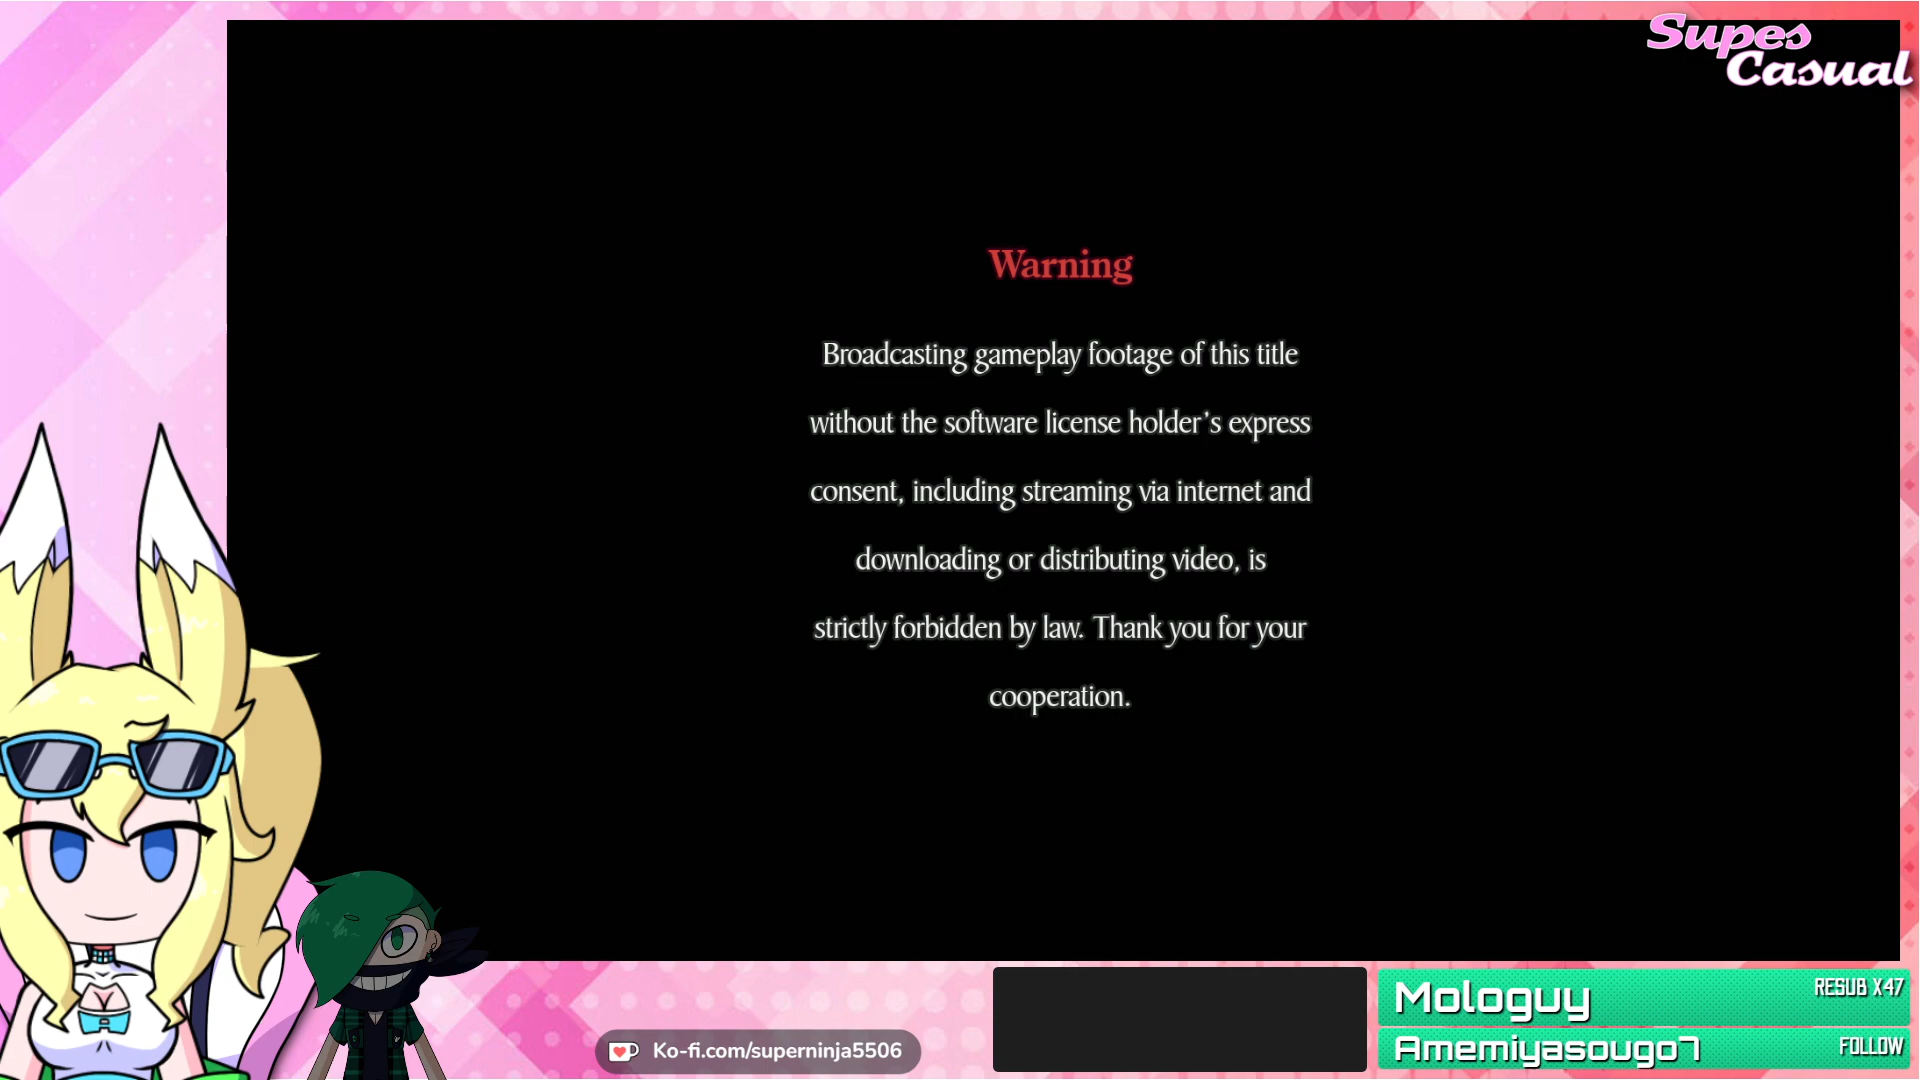 Supes
Casual
Warning
Broadcasting gameplay footage of this title
without the software license holder's express
consent, including streaming via internet and
downloading or distributing video, is
strictly forbidden by law. Thank you for your
cooperation.
Mologuy RESUB X47
Ko-fi.com/superninja5506
Amemiyasougo7 FOLLOW